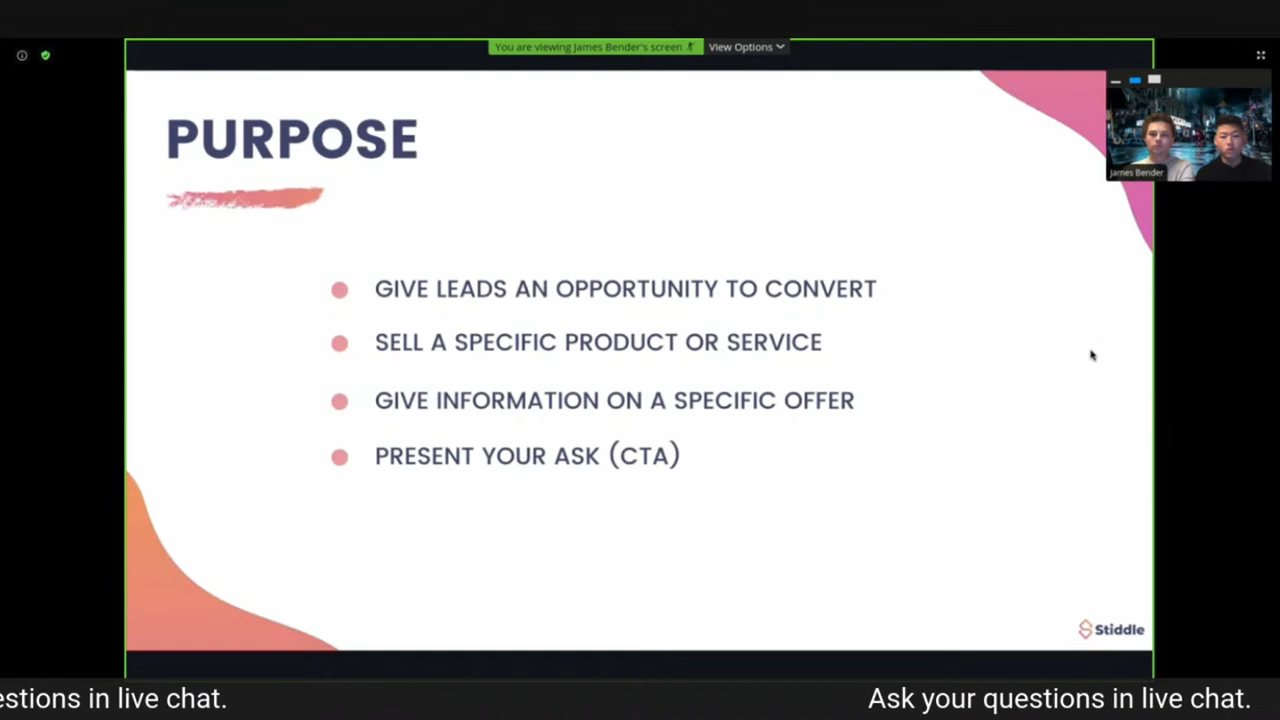 You are viewing James Bender's screen
View Options
PURPOSE
James Bender
GIVE LEADS AN OPPORTUNITY TO CONVERT
SELL A SPECIFIC PRODUCT OR SERVICE
GIVE INFORMATION ON A SPECIFIC OFFER
PRESENT YOUR ASK (CTA)
Stiddle
estions in live chat.
Ask your questions in live chat.